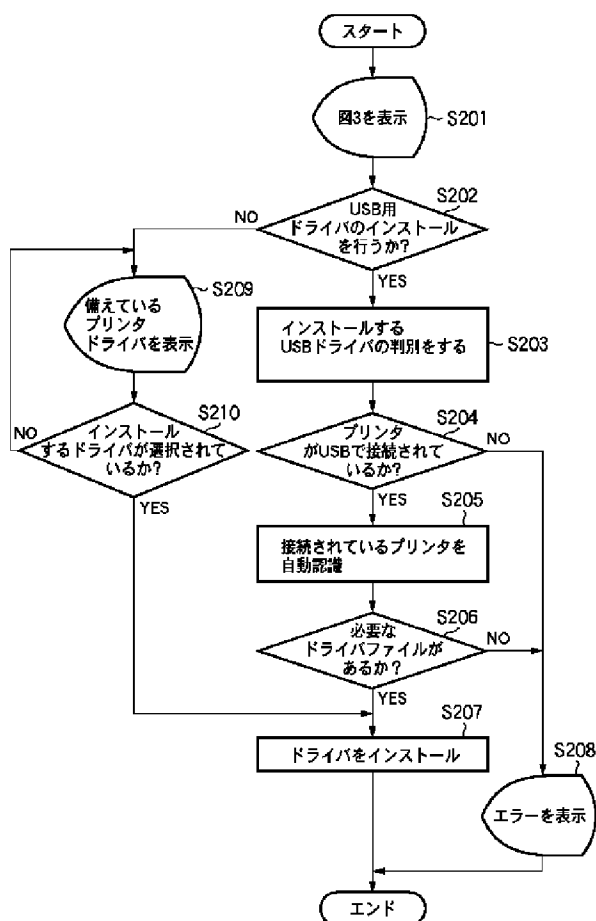 スタート
図3を表示
S201
S202
USB用
ドライバのインストール
を行うか?
NO
YES
S209
備えている
プリンタ
ドライバを表示
インストールする
USBドライバの判別をする
S203
S210
インストール
するドライバが選択されて
いるか?
NO
YES
S204
プリンタ
がUSBで接続されて
いるか?
NO
YES
S205
接続されているプリンタを
自動認識
S206
必要な
ドライバファイルが
あるか?
NO
YES
S207
ドライバをインストール
S208
エラーを表示
エンド